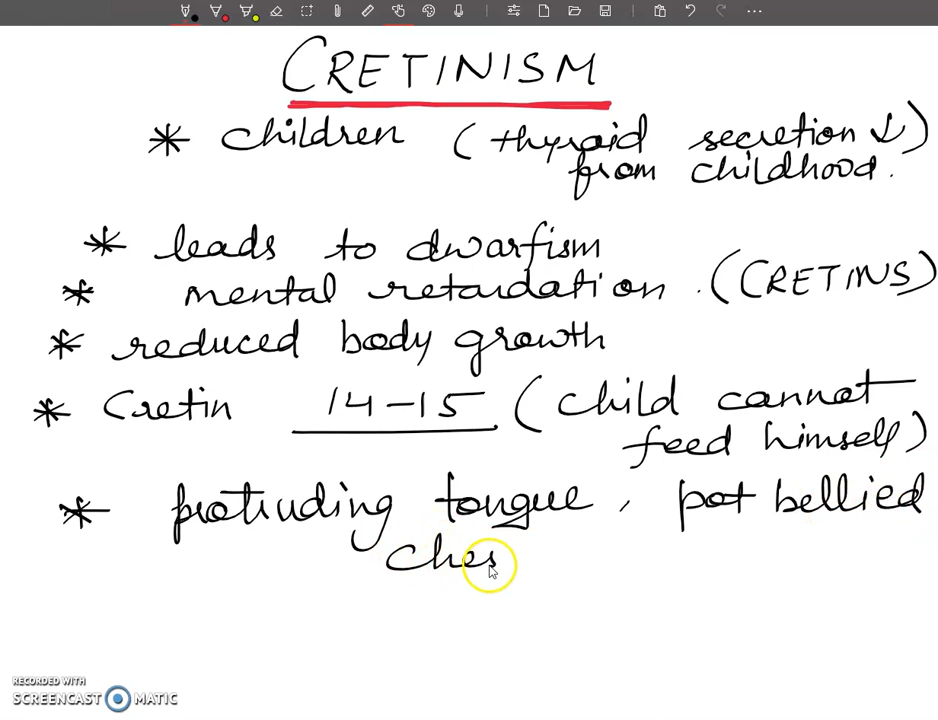 CRETINISM
* children (thyroid secretion ↓)
from childhood.
* leads to dwarfism
* mental retardation. (CRETINS)
* reduced body growth
* Cretin 14-15 (child cannot
feed himself)
* protruding tongue, pot bellied
ches
RECORDED WITH
SCREENCAST MATIC